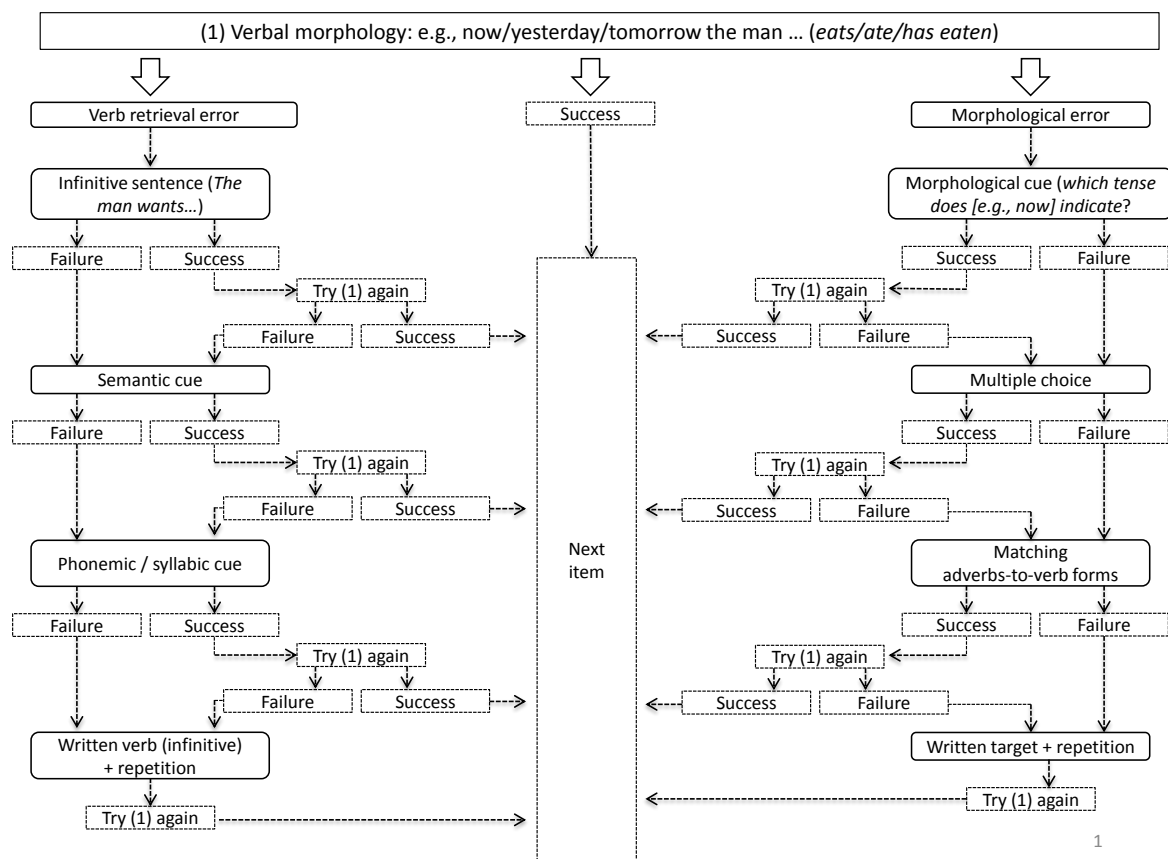 (1) Verbal morphology: e.g., now/yesterday/tomorrow the man ... (eats/ate/has eaten)
Verb retrieval error
Success
Morphological error
Infinitive sentence (The
man wants…)
Morphological cue (which tense
does [e.g., now] indicate?
Failure
Success
Success
Failure
Try (1) again
Try (1) again
Failure
Success
Success
Failure
Semantic cue
Multiple choice
Failure
Success
Success
Failure
Try (1) again
Try (1) again
Failure
Success
Success
Failure
Phonemic / syllabic cue
Next
item
Matching
adverbs-to-verb forms
Failure
Success
Success
Failure
Try (1) again
Try (1) again
Failure
Success
Success
Failure
Written verb (infinitive)
+ repetition
Written target + repetition
Try (1) again
Try (1) again
1